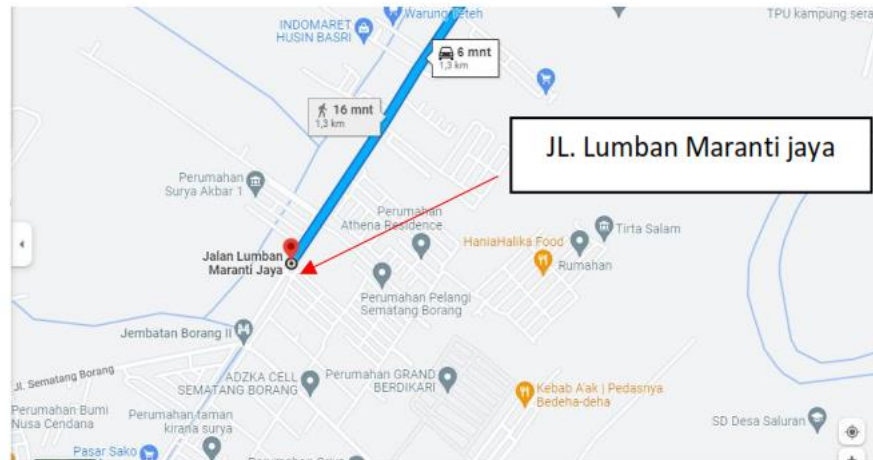 INDOMARET
HUSIN BASRI
Warung
TPU kampung sera
6 mnt
1,3 km
16 mnt
1,3 km
JL. Lumban Maranti jaya
Perumahan
Surya Akbar 1
Perumahan
Athena Residence
HaniaHalika Food
Tirta Salam
Rumahan
Jalan Lumban
Maranti Jaya
Perumahan Pelangi
Sematang Borang
Jembatan Borang II
Jl. Sematang Borang
ADZKA CELL
SEMATANG BORANG
Perumahan GRAND
BERDIKARI
Kebab A'ak | Pedasnya
Bedeha-deha
Perumahan Bumi
Nusa Cendana
Perumahan taman
kirana surya
SD Desa Saluran
Pasar Sako